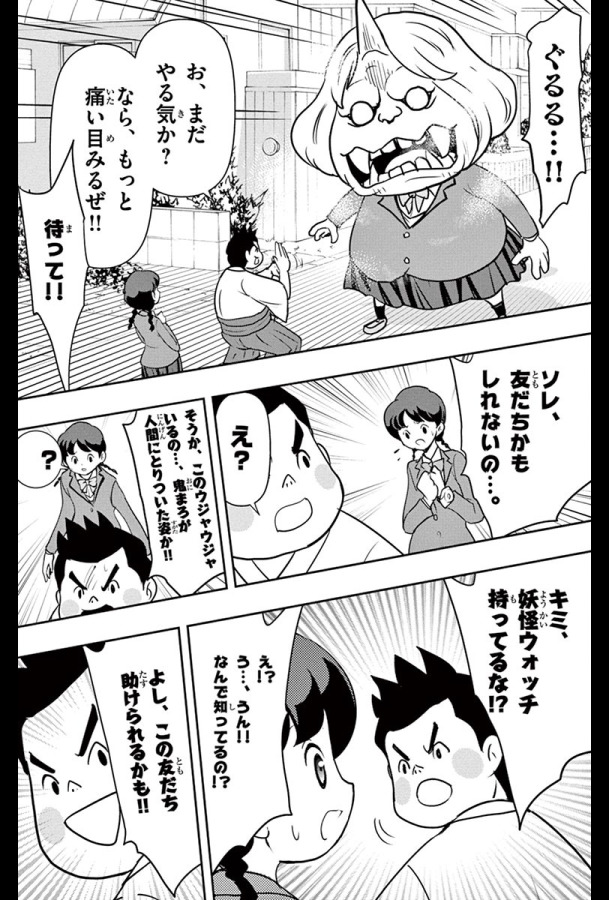 ぐるる…!!
お、まだ
やる気か?
なら、もっと
痛い目みるぜ!!
待って!!
ソレ、
友だちかも
しれないの…。
え?
そうか、このウジャウジャ
いるの…、鬼まろが
人間にとりついた姿か!!
?
キミ、
妖怪ウォッチ
持ってるな!?
え!?
う…、うん!!
なんで知ってるの!?
よし、この友だち
助けられるかも!!